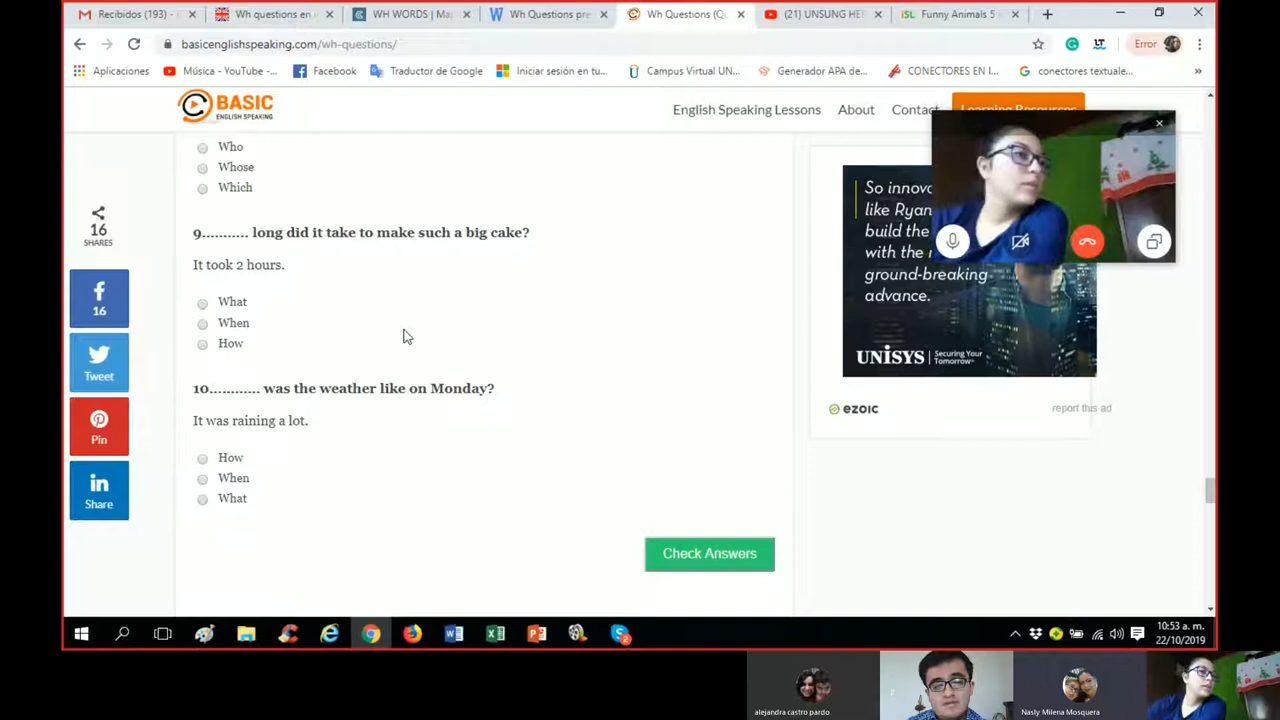 Recibidos (193) -
Wh questions en
WH WORDS | Ma
Wh Questions pre
Wh Questions (Q
(21) UNSUNG HE
Funny Animals 5
basicenglishspeaking.com/wh-questions/
Error
Aplicaciones
Música - YouTube -...
Facebook
Traductor de Google
Iniciar sesión en tu...
Campus Virtual UN...
Generador APA de...
CONECTORES EN I...
conectores textuale...
»
BASIC
ENGLISH SPEAKING
English Speaking Lessons
About
Contact
Learning Resources
16
SHARES
16
Tweet
Pin
Share
Who
Whose
Which
9........... long did it take to make such a big cake?
It took 2 hours.
What
When
How
10............ was the weather like on Monday?
It was raining a lot.
How
When
What
Check Answers
So innova
like Ryan
build the
with the
ground-breaking
advance.
UNISYS | Securing Your
Tomorrow
ezoic
report this ad
10:53 a. m.
22/10/2019
alejandra castro pardo
Nasly Milena Mosquera